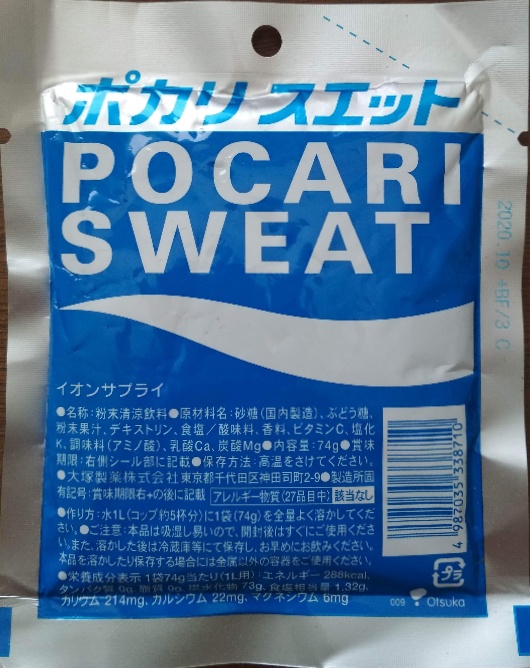 ポカリスエット
POCARI
SWEAT
2020.10 +BF/3 C
イオンサプライ
●名称:粉末清涼飲料●原材料名:砂糖(国内製造)、ぶどう糖、
粉末果汁、デキストリン、食塩/酸味料、香料、ビタミンC、塩化
K、調味料(アミノ酸)、乳酸Ca、炭酸Mg●内容量:74g●賞味
期限:右側シール部に記載●保存方法:高温をさけてください。
●大塚製薬株式会社 東京都千代田区神田司町2-9●製造所固
有記号:賞味期限右+の後に記載 アレルギー物質(27品目中) 該当なし
●作り方:水1L(コップ約5杯分)に1袋(74g)を全量よく溶かしてくだ
さい。●ご注意:本品は吸湿し易いので、開封後はすぐにご使用くださ
い。また、溶かした後は冷蔵庫等にて保存し、お早めにお飲みください。
本品を溶かしたり保存する場合には金属以外の容器をご使用ください。
●栄養成分表示 1袋74g当たり(1L用):エネルギー 288kcal、
タンパク質 0g、脂質 0g、炭水化物 73g、食塩相当量 1.32g、
カリウム 214mg、カルシウム 22mg、マグネシウム 6mg
4 987035 338710
プラ
009 Otsuka